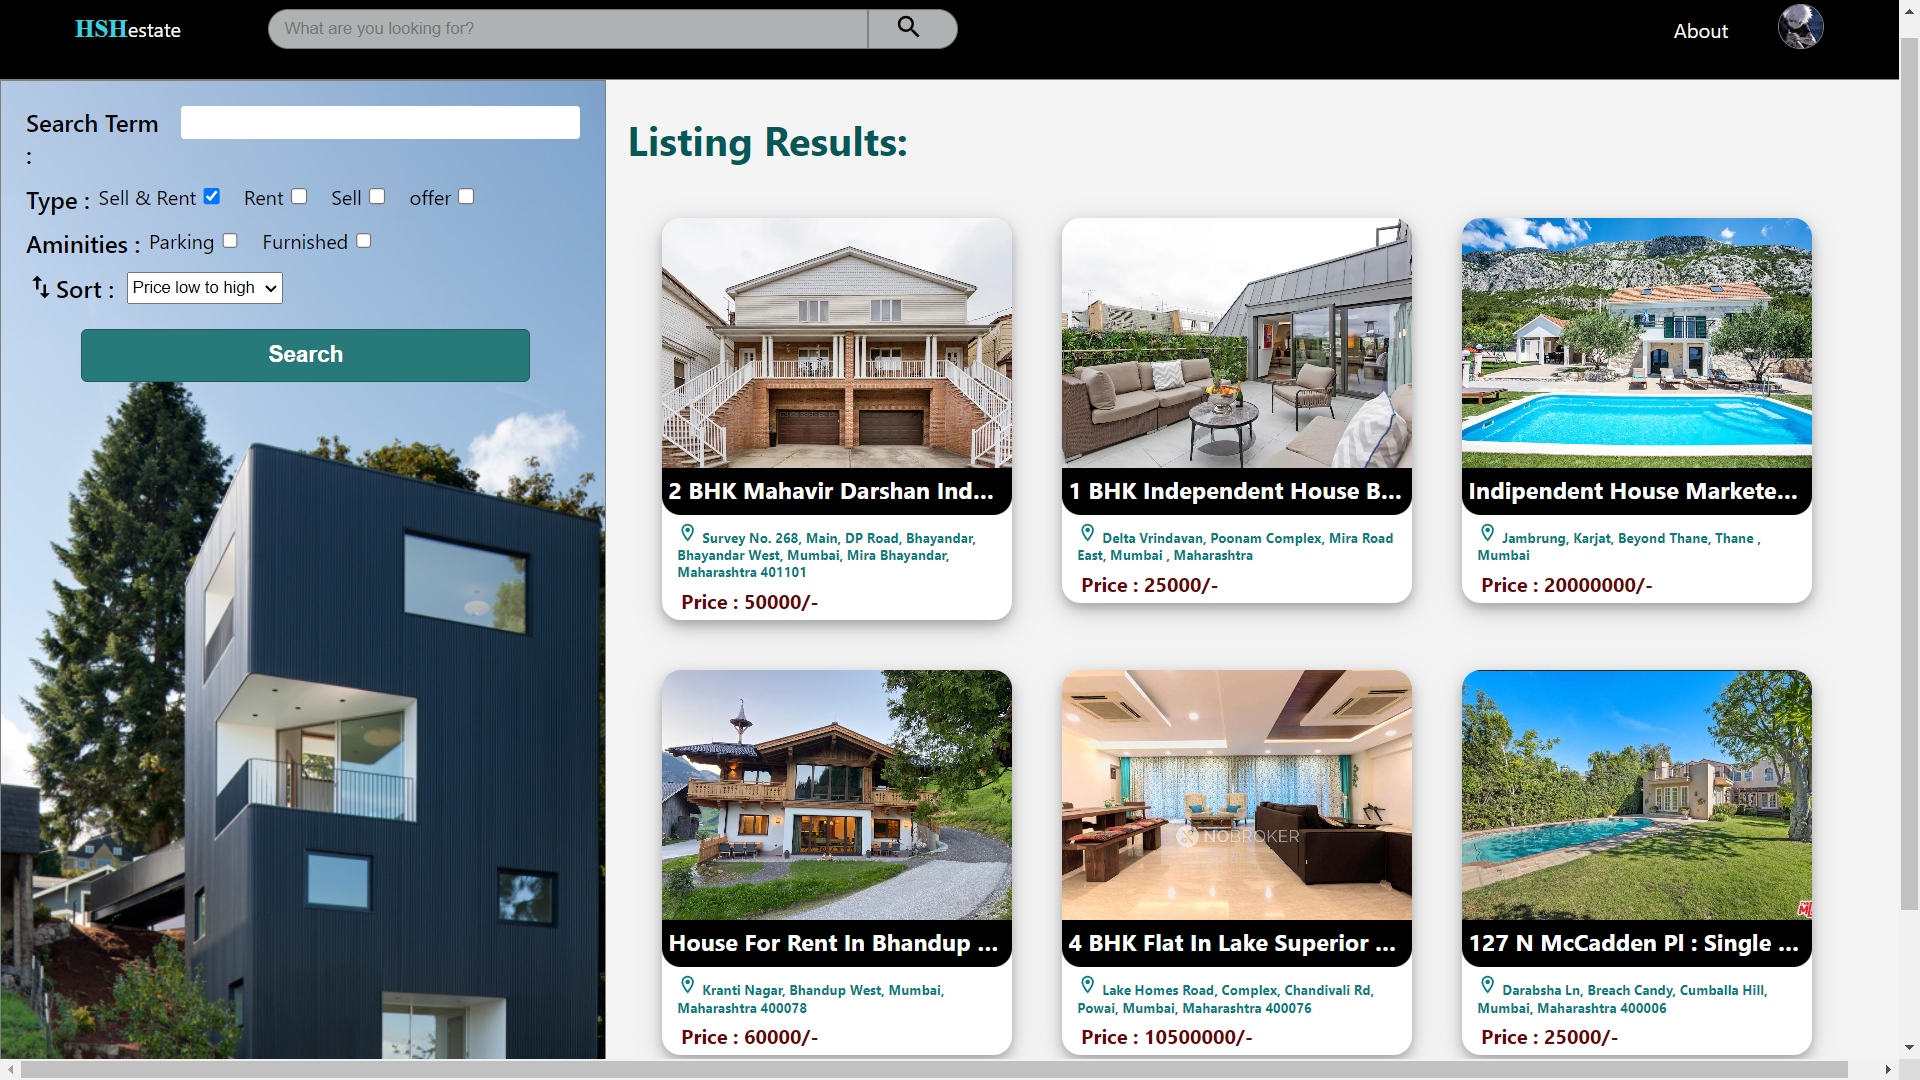 HSHestate
What are you looking for?
About
Search Term
:
Type : Sell & Rent Rent Sell offer
Aminities : Parking Furnished
Sort : Price low to high
Search
Listing Results:
2 BHK Mahavir Darshan Ind...
Survey No. 268, Main, DP Road, Bhayandar,
Bhayandar West, Mumbai, Mira Bhayandar,
Maharashtra 401101
Price : 50000/-
1 BHK Independent House B...
Delta Vrindavan, Poonam Complex, Mira Road
East, Mumbai , Maharashtra
Price : 25000/-
Indipendent House Markete...
Jambrung, Karjat, Beyond Thane, Thane ,
Mumbai
Price : 20000000/-
House For Rent In Bhandup ...
Kranti Nagar, Bhandup West, Mumbai,
Maharashtra 400078
Price : 60000/-
NOBROKER
4 BHK Flat In Lake Superior ...
Lake Homes Road, Complex, Chandivali Rd,
Powai, Mumbai, Maharashtra 400076
Price : 10500000/-
127 N McCadden Pl : Single ...
Darabsha Ln, Breach Candy, Cumballa Hill,
Mumbai, Maharashtra 400006
Price : 25000/-